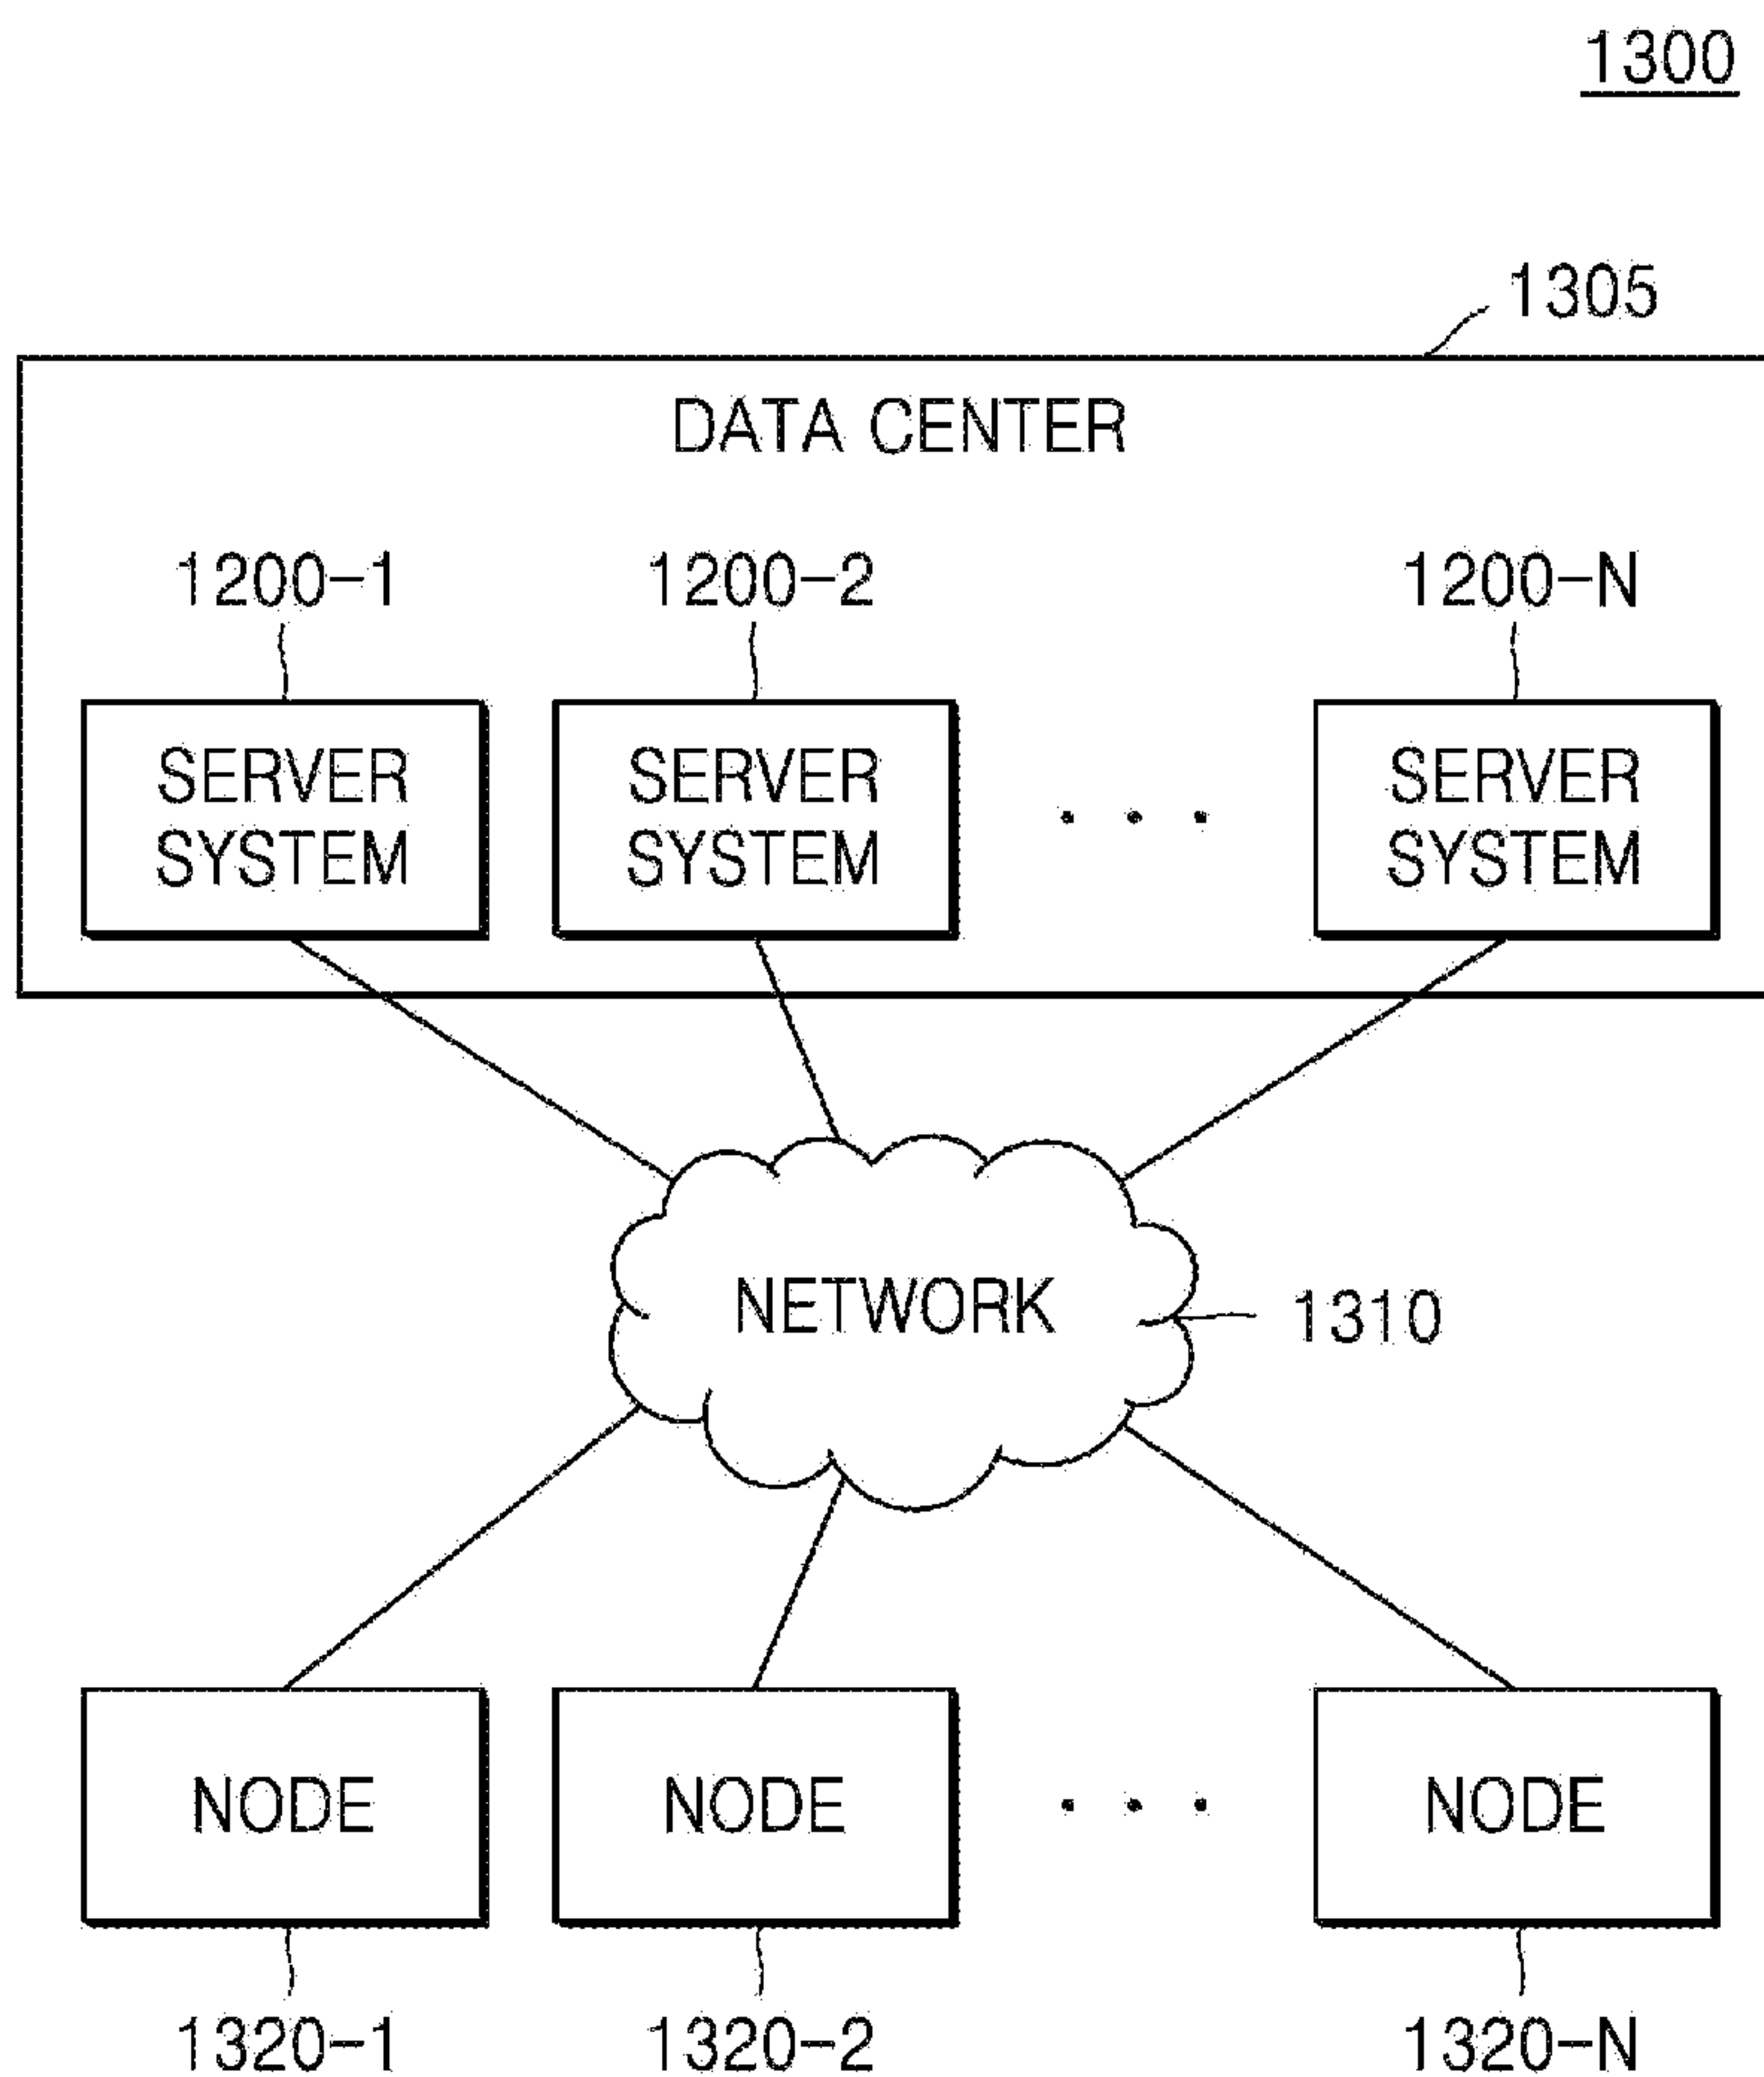 1300
1305
DATA CENTER
1200-1
1200-2
1200-N
SERVER
SYSTEM
SERVER
SYSTEM
. . .
SERVER
SYSTEM
NETWORK
1310
NODE
NODE
. . .
NODE
1320-1
1320-2
1320-N